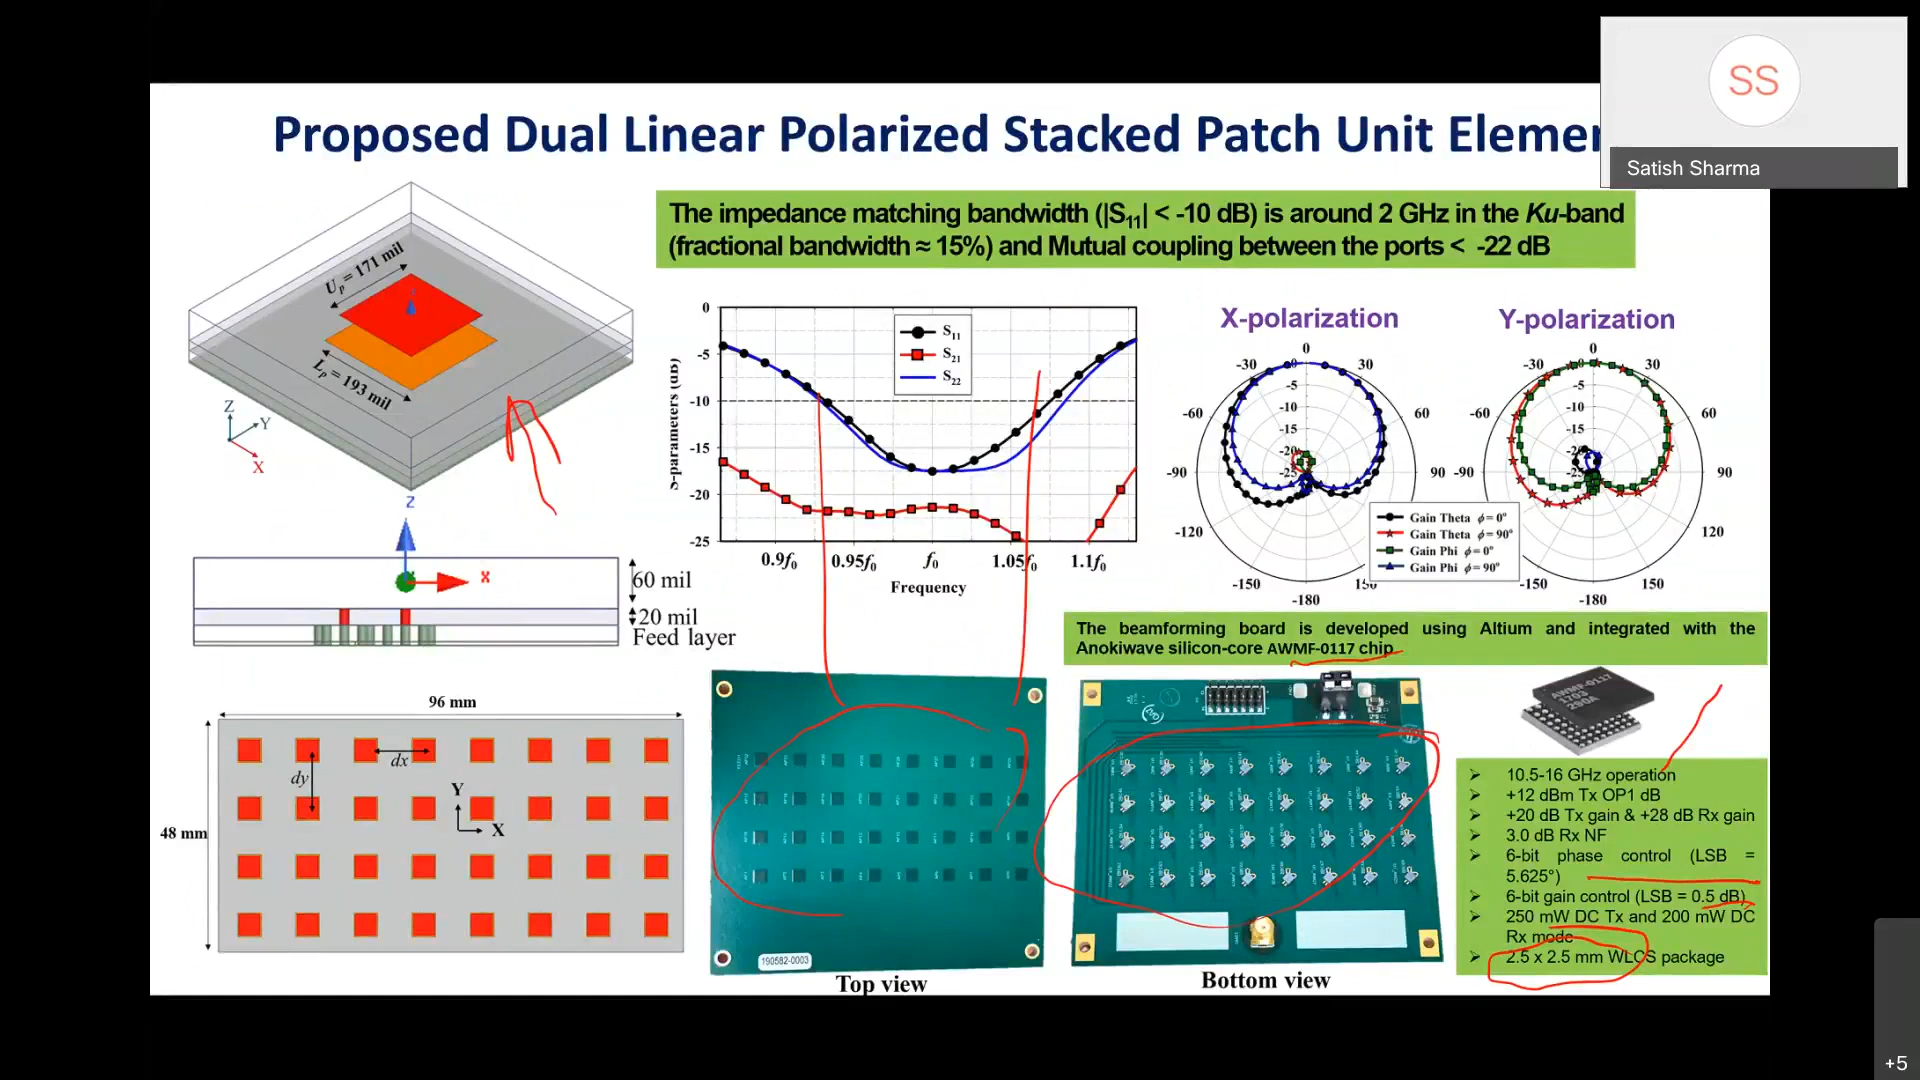 SS
Satish Sharma
Proposed Dual Linear Polarized Stacked Patch Unit Elemen
The impedance matching bandwidth (|S11| < -10 dB) is around 2 GHz in the Ku-band
(fractional bandwidth ≈ 15%) and Mutual coupling between the ports < -22 dB
Up = 171 mil
Lp = 193 mil
Z
Y
X
Z
X
60 mil
20 mil
Feed layer
S-parameters (dB)
0
-5
-10
-15
-20
-25
S11
S21
S22
0.9f0
0.95f0
f0
1.05f0
1.1f0
Frequency
X-polarization
0
-30
30
-60
60
-90
90
-120
-150
150
-180
0
-5
-10
-15
-20
-25
Y-polarization
0
-30
30
-60
60
-90
90
120
-150
150
-180
0
-5
-10
-15
-20
-25
Gain Theta ϕ= 0°
Gain Theta ϕ= 90°
Gain Phi ϕ= 0°
Gain Phi ϕ= 90°
The beamforming board is developed using Altium and integrated with the
Anokiwave silicon-core AWMF-0117 chip
96 mm
48 mm
dx
dy
Y
X
190582-0003
Top view
Bottom view
AWMF-0117
➢ 10.5-16 GHz operation
➢ +12 dBm Tx OP1 dB
➢ +20 dB Tx gain & +28 dB Rx gain
➢ 3.0 dB Rx NF
➢ 6-bit phase control (LSB =
5.625°)
➢ 6-bit gain control (LSB = 0.5 dB)
➢ 250 mW DC Tx and 200 mW DC
Rx mode
➢ 2.5 x 2.5 mm WLCS package
+5